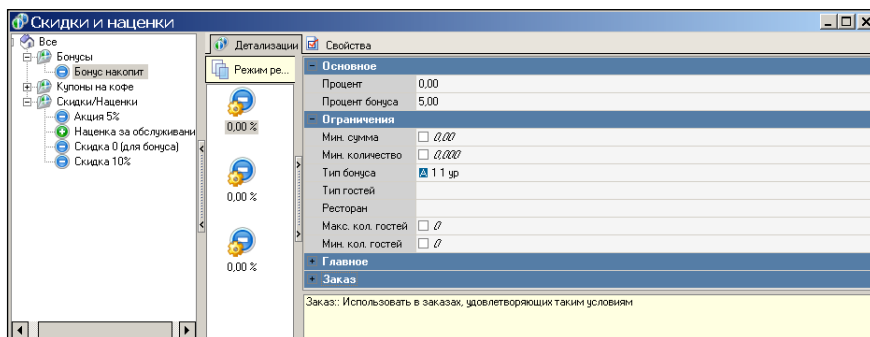 Скидки и наценки
Все
Бонусы
Бонус накопит
Купоны на кофе
Скидки/Наценки
Акция 5%
Наценка за обслуживани
Скидка 0 (для бонуса)
Скидка 10%
Детализации
Режим ре...
0,00 %
0,00 %
0,00 %
Свойства
Основное
Процент 0,00
Процент бонуса 5,00
Ограничения
Мин. сумма 0,00
Мин. количество 0,000
Тип бонуса A 1 1 ур
Тип гостей
Ресторан
Макс. кол. гостей 0
Мин. кол. гостей 0
Главное
Заказ
Заказ:: Использовать в заказах, удовлетворяющих таким условиям